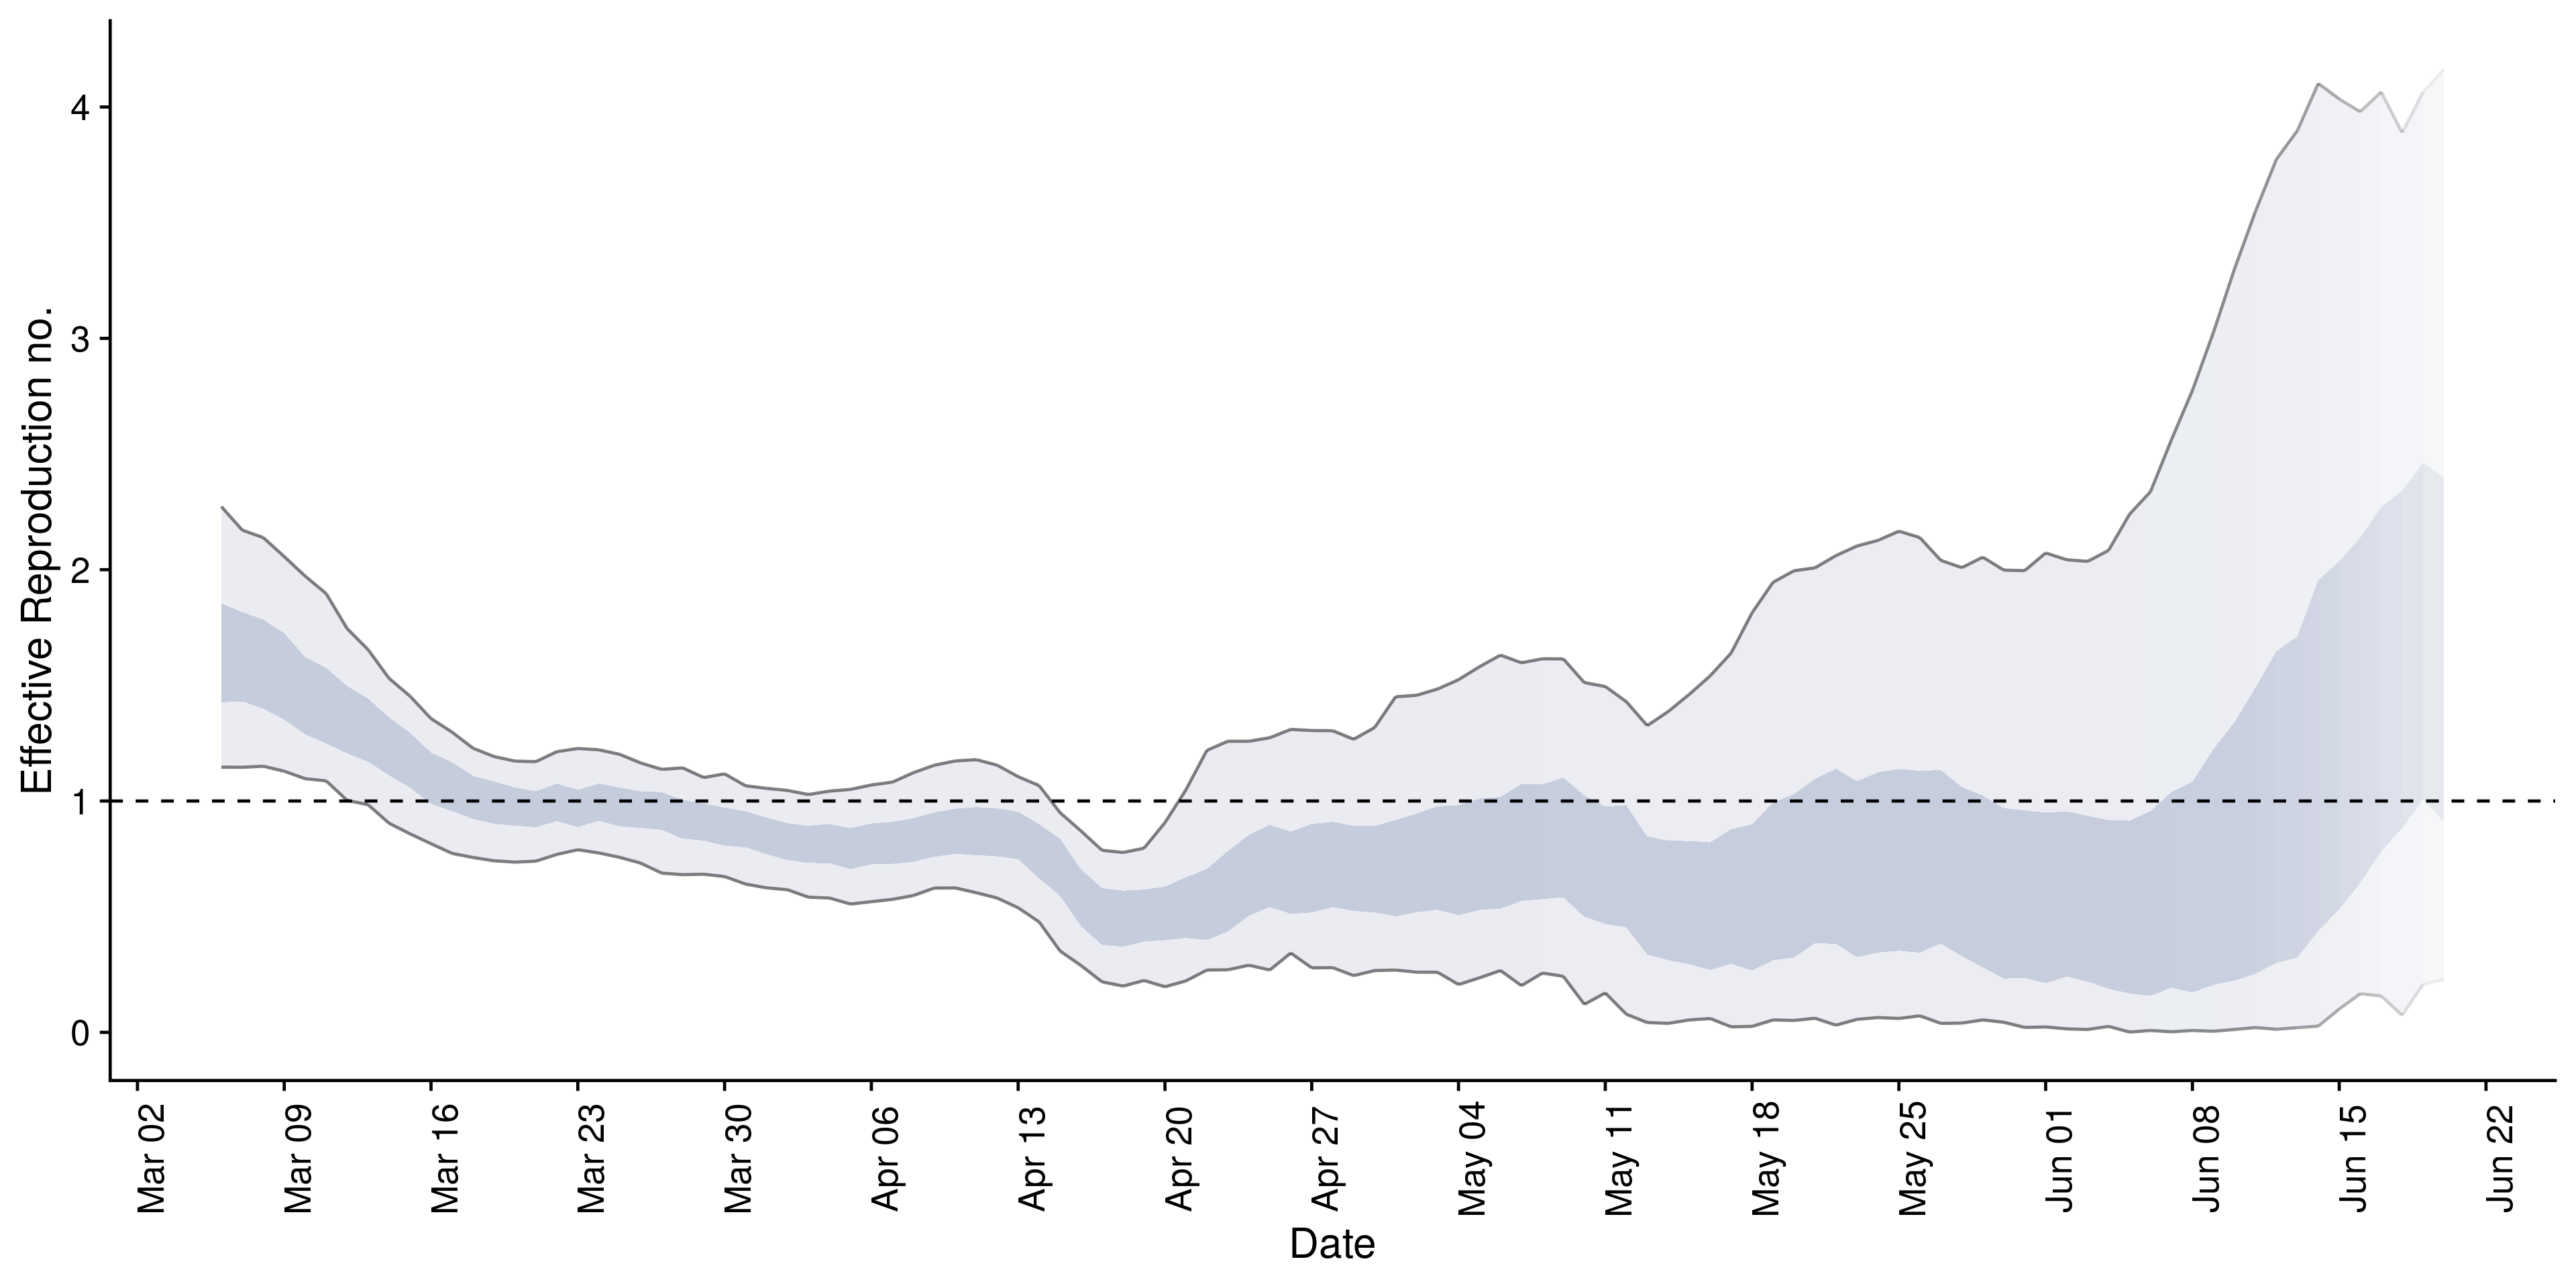 Effective Reproduction no.
4
3
2
1
0
Mar 02
Mar 09
Mar 16
Mar 23
Mar 30
Apr 06
Apr 13
Apr 20
Apr 27
May 04
May 11
May 18
May 25
Jun 01
Jun 08
Jun 15
Jun 22
Date